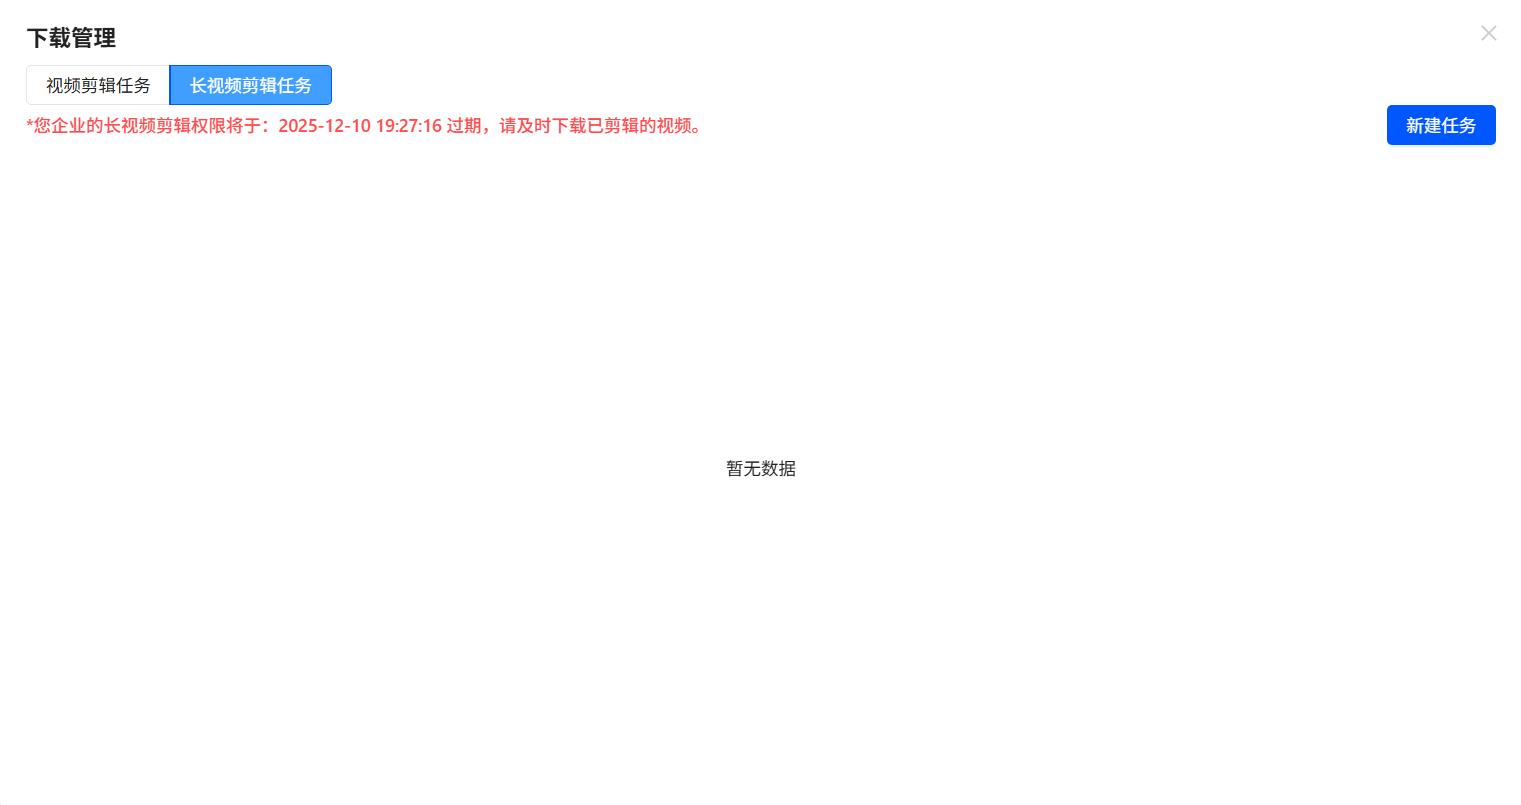 下载管理
视频剪辑任务 长视频剪辑任务
*您企业的长视频剪辑权限将于：2025-12-10 19:27:16 过期，请及时下载已剪辑的视频。
新建任务
暂无数据